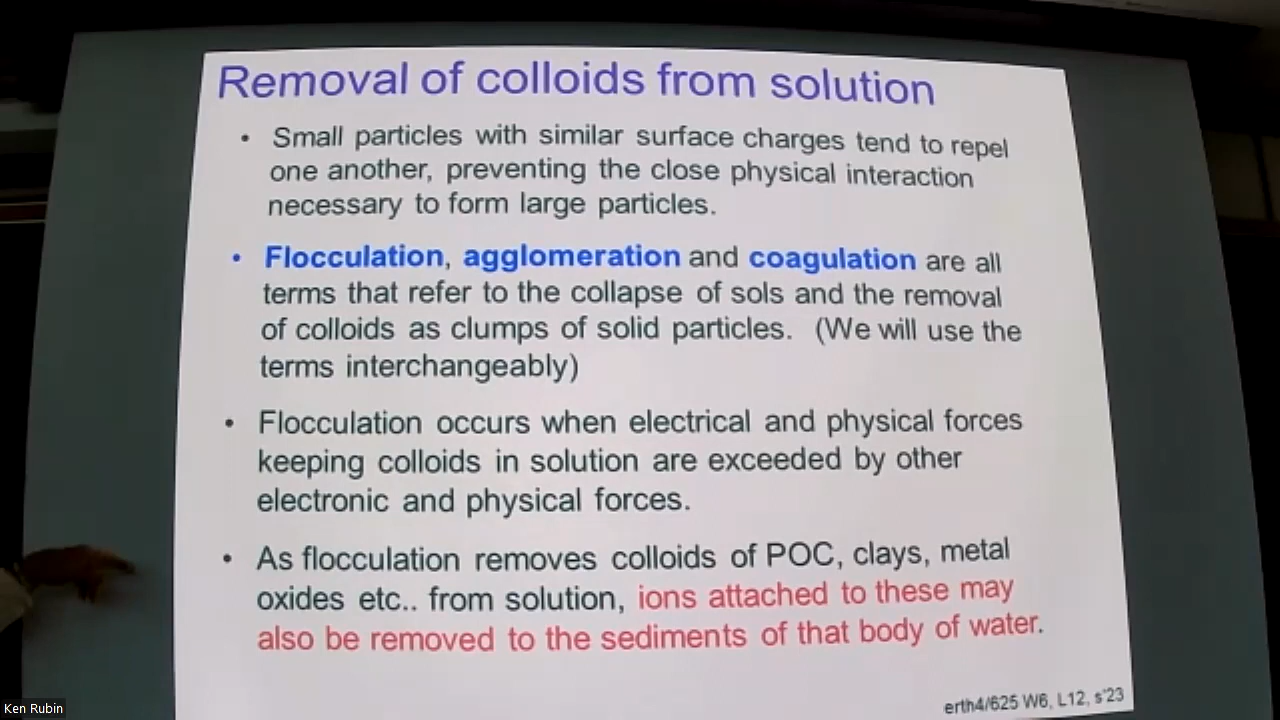 Removal of colloids from solution
• Small particles with similar surface charges tend to repel
one another, preventing the close physical interaction
necessary to form large particles.
• Flocculation, agglomeration and coagulation are all
terms that refer to the collapse of sols and the removal
of colloids as clumps of solid particles. (We will use the
terms interchangeably)
• Flocculation occurs when electrical and physical forces
keeping colloids in solution are exceeded by other
electronic and physical forces.
• As flocculation removes colloids of POC, clays, metal
oxides etc.. from solution, ions attached to these may
also be removed to the sediments of that body of water.
erth4/625 W6, L12, s'23
Ken Rubin